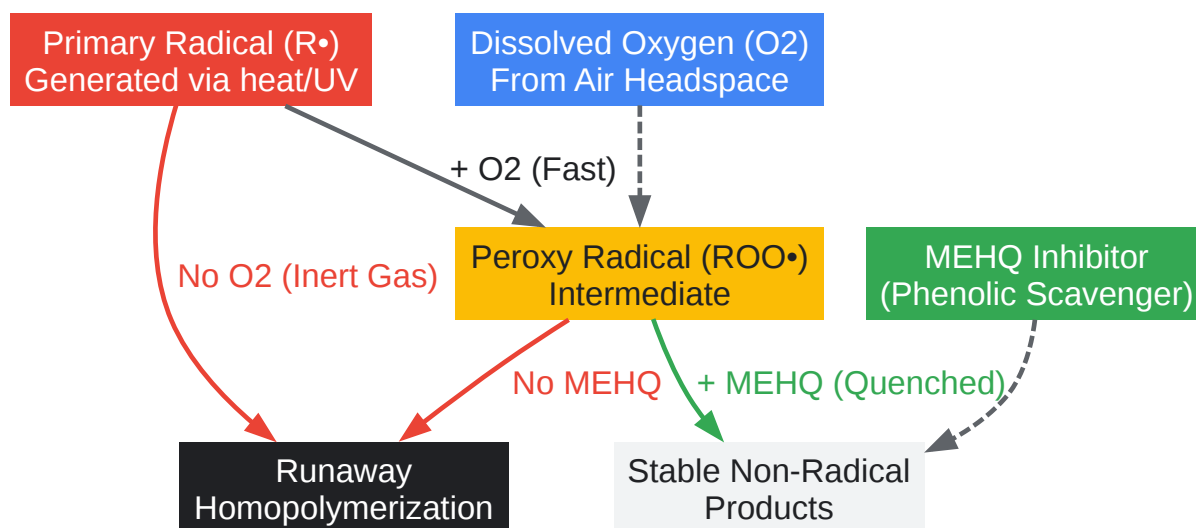 Primary Radical (R•)
Generated via heat/UV
Dissolved Oxygen (O2)
From Air Headspace
+ O2 (Fast)
No O2 (Inert Gas)
Peroxy Radical (ROO•)
Intermediate
MEHQ Inhibitor
(Phenolic Scavenger)
No MEHQ
+ MEHQ (Quenched)
Runaway
Homopolymerization
Stable Non-Radical
Products